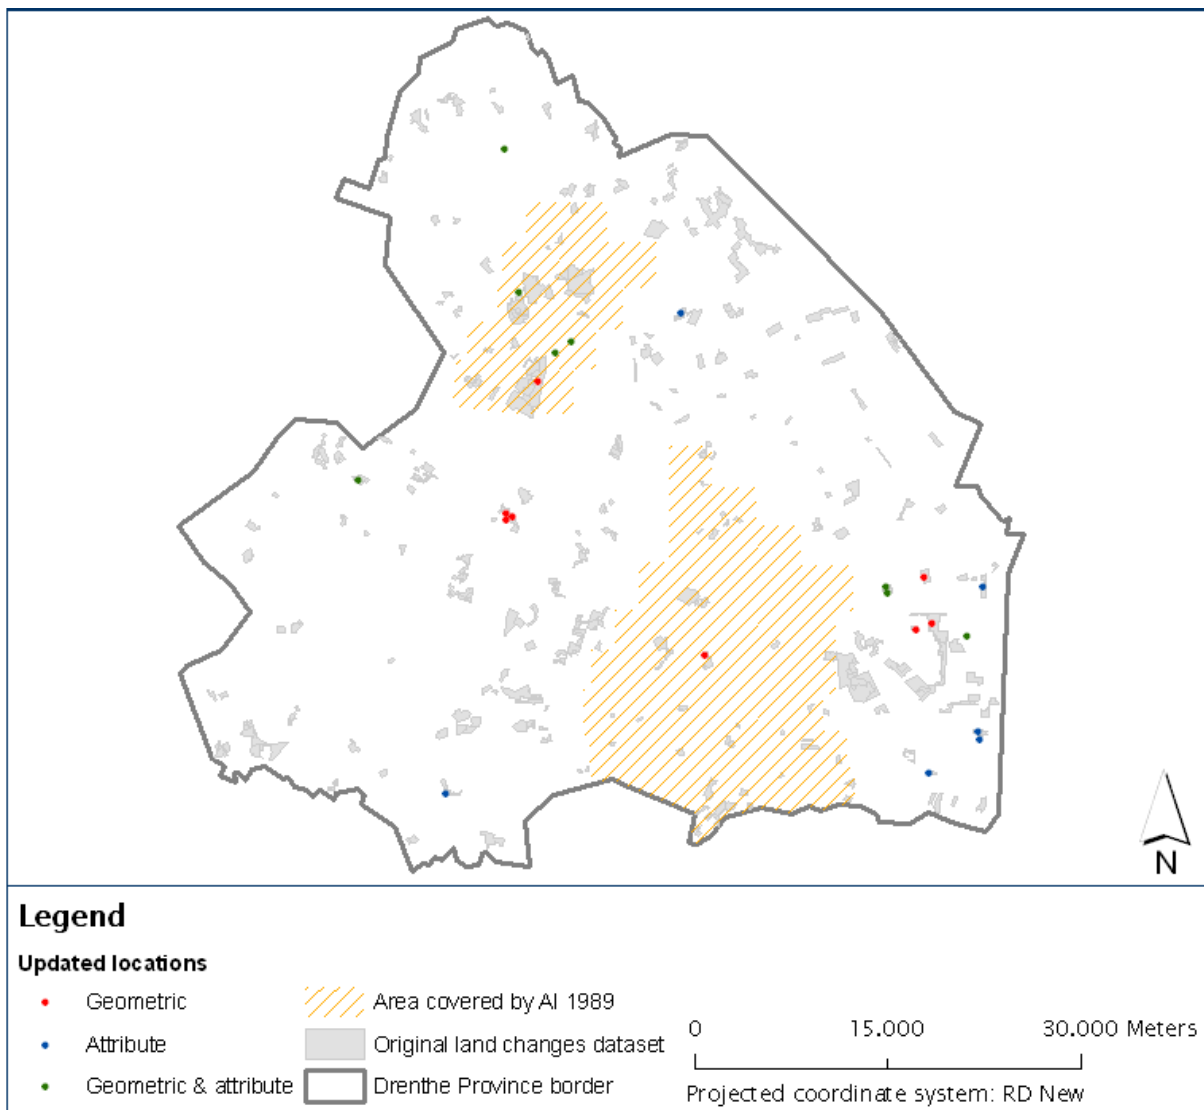 N
Legend
Updated locations
Geometric
Attribute
Geometric & attribute
Area covered by AI 1989
Original land changes dataset
Drenthe Province border
0 15.000 30.000 Meters
Projected coordinate system: RD New